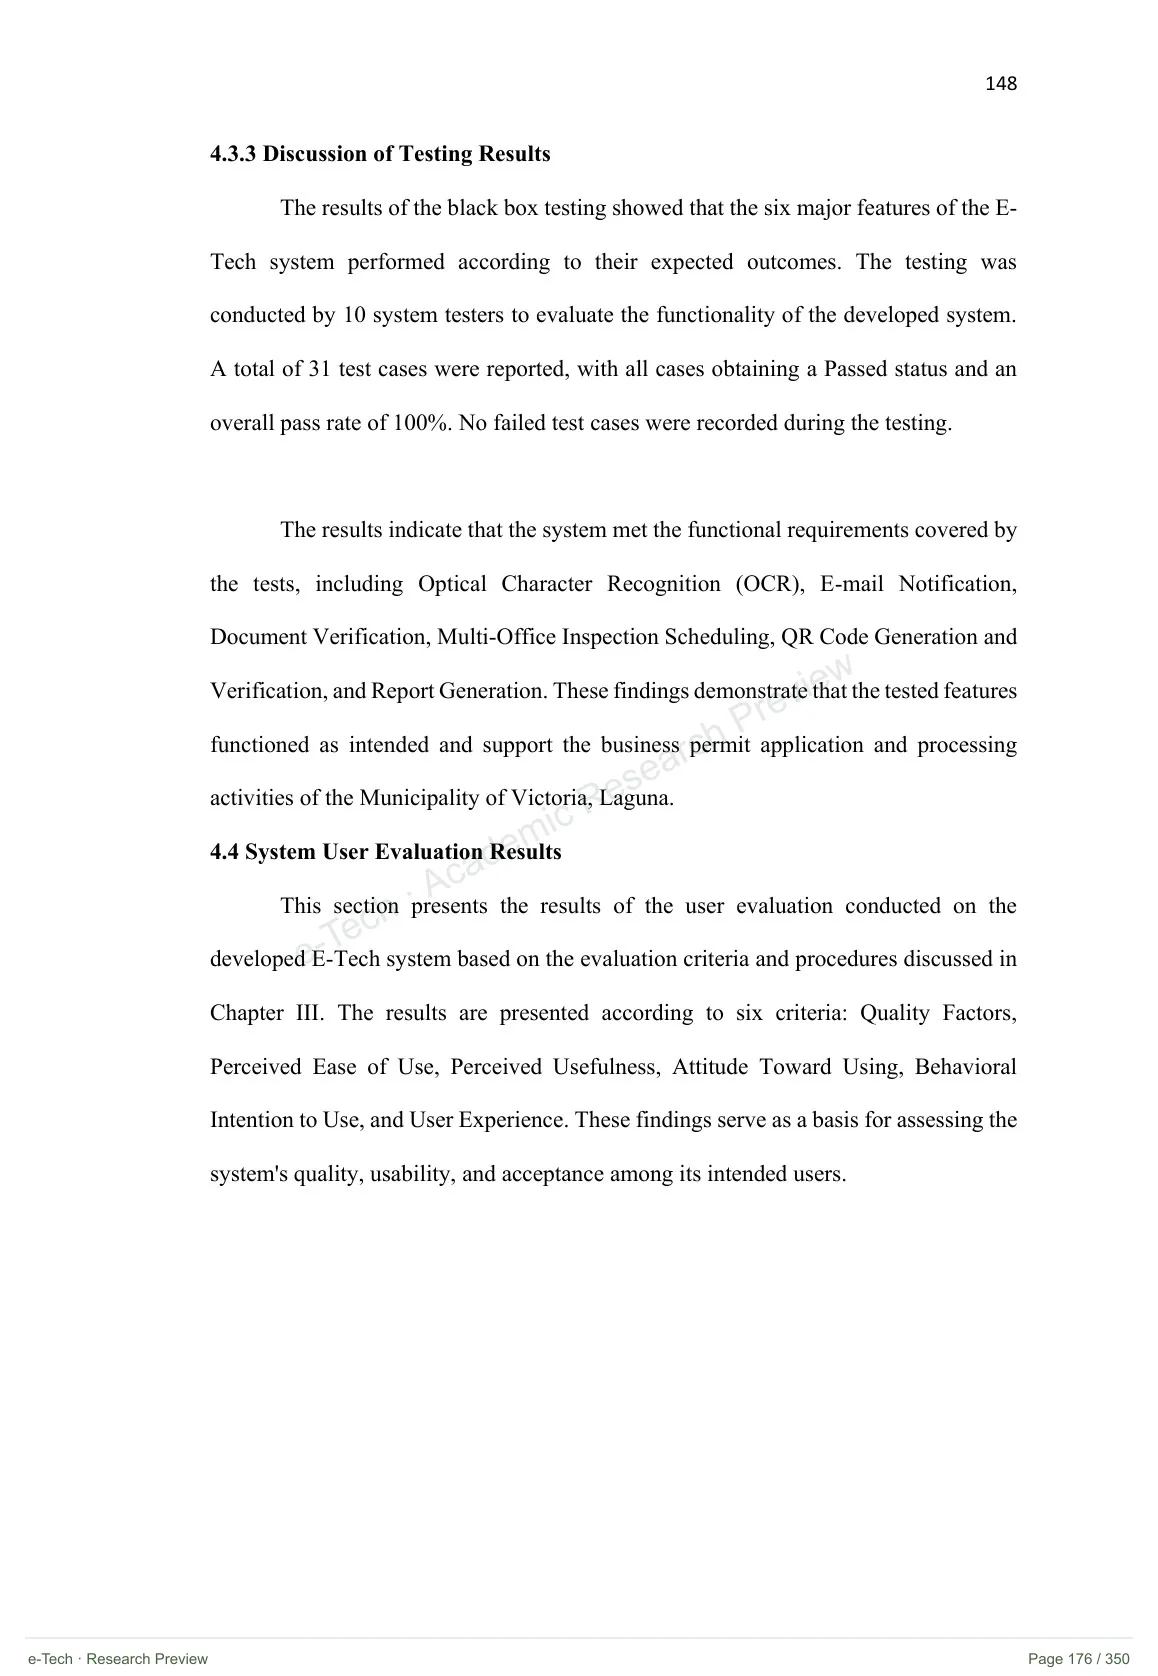 148
4.3.3 Discussion of Testing Results
The results of the black box testing showed that the six major features of the E-
Tech system performed according to their expected outcomes. The testing was
conducted by 10 system testers to evaluate the functionality of the developed system.
A total of 31 test cases were reported, with all cases obtaining a Passed status and an
overall pass rate of 100%. No failed test cases were recorded during the testing.
The results indicate that the system met the functional requirements covered by
the tests, including Optical Character Recognition (OCR), E-mail Notification,
Document Verification, Multi-Office Inspection Scheduling, QR Code Generation and
Verification, and Report Generation. These findings demonstrate that the tested features
functioned as intended and support the business permit application and processing
activities of the Municipality of Victoria, Laguna.
4.4 System User Evaluation Results
This section presents the results of the user evaluation conducted on the
developed E-Tech system based on the evaluation criteria and procedures discussed in
Chapter III. The results are presented according to six criteria: Quality Factors,
Perceived Ease of Use, Perceived Usefulness, Attitude Toward Using, Behavioral
Intention to Use, and User Experience. These findings serve as a basis for assessing the
system's quality, usability, and acceptance among its intended users.
e-Tech · Academic Research Preview
e-Tech · Research Preview
Page 176 / 350